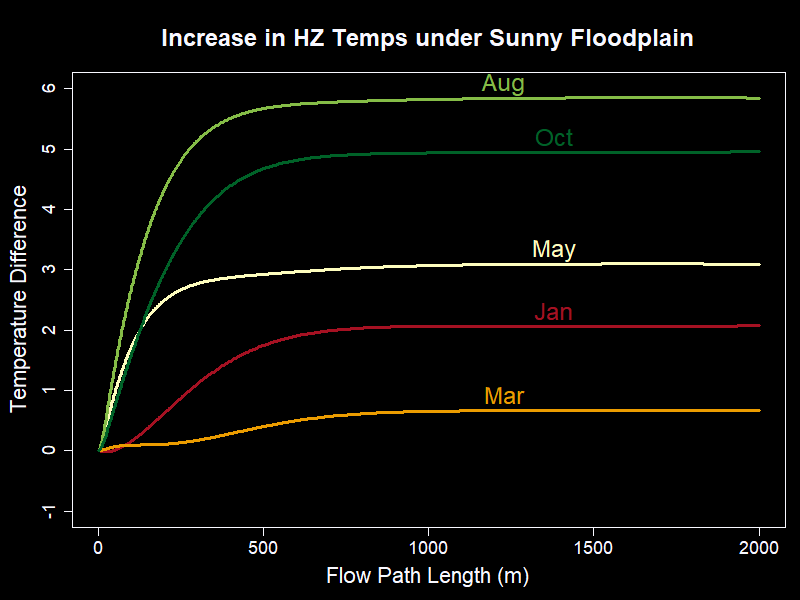 Increase in HZ Temps under Sunny Floodplain
Temperature Difference
6
5
4
3
2
1
0
-1
Aug
Oct
May
Jan
Mar
0 500 1000 1500 2000
Flow Path Length (m)